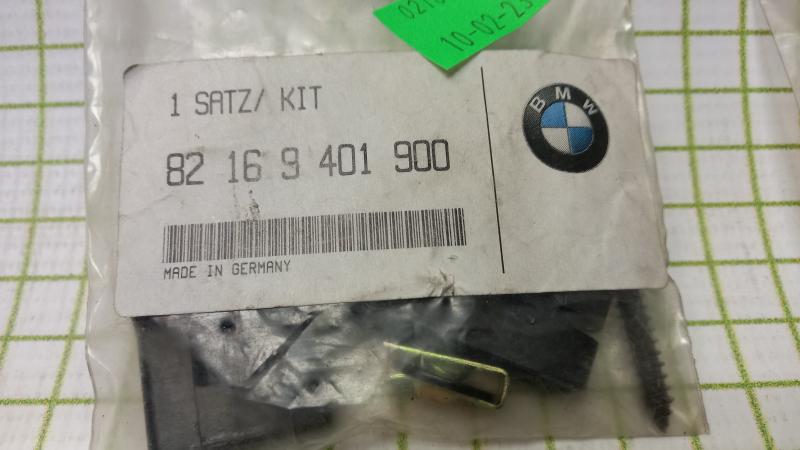 10-02-23
1 SATZ/ KIT
BMW
82 16 9 401 900
MADE IN GERMANY